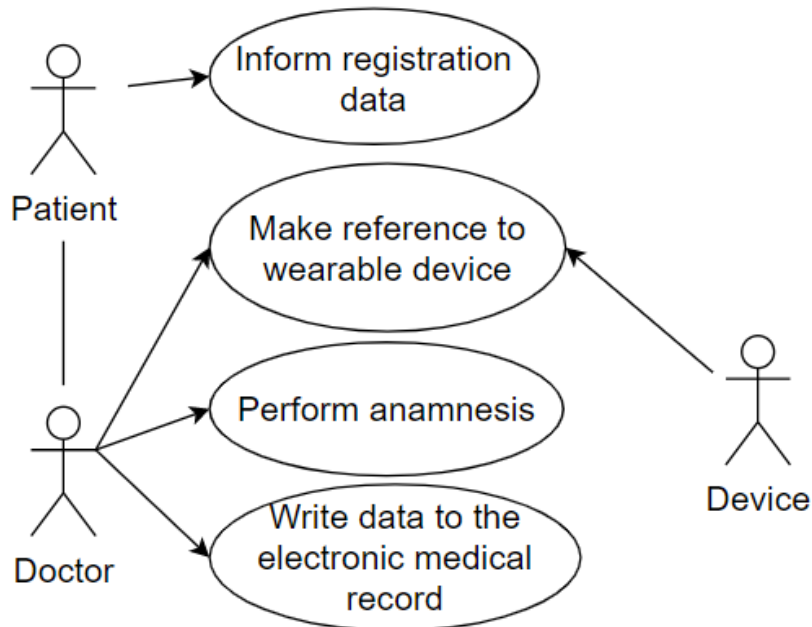 Inform registration
data
Patient
Make reference to
wearable device
Perform anamnesis
Device
Write data to the
electronic medical
record
Doctor